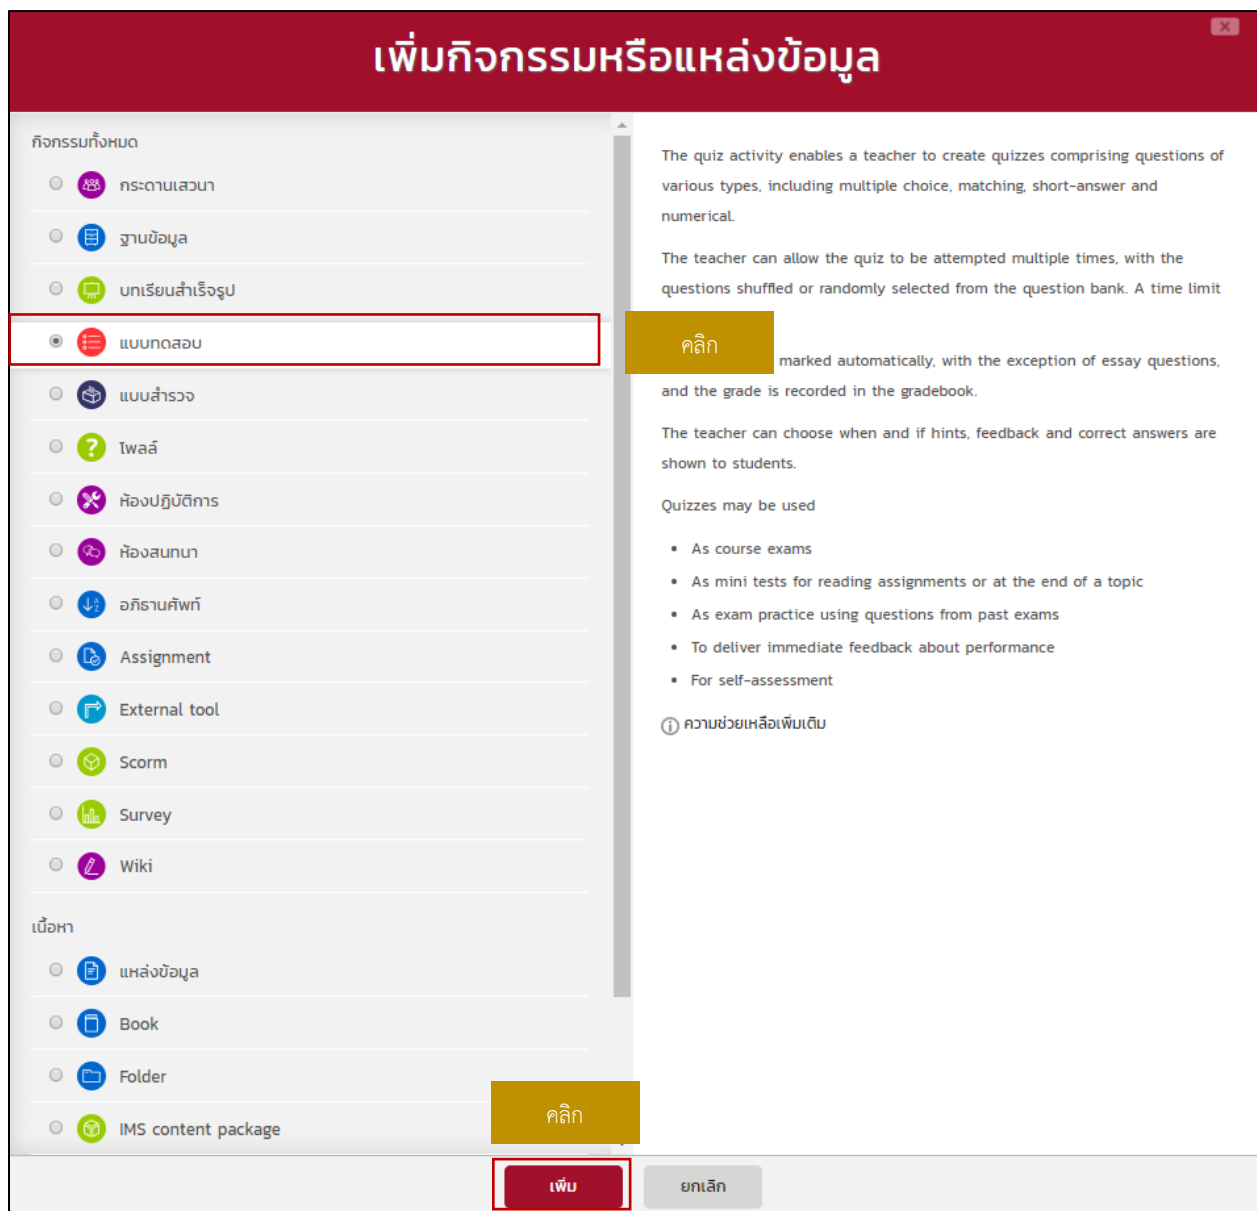 เพิ่มกิจกรรมหรือแหล่งข้อมูล
กิจกรรมทั้งหมด
กระดานเสวนา
ฐานข้อมูล
บทเรียนสำเร็จรูป
แบบทดสอบ
แบบสำรวจ
โพลล์
ห้องปฏิบัติการ
ห้องสนทนา
อภิธานศัพท์
Assignment
External tool
Scorm
Survey
Wiki
เนื้อหา
แหล่งข้อมูล
Book
Folder
IMS content package
The quiz activity enables a teacher to create quizzes comprising questions of
various types, including multiple choice, matching, short-answer and
numerical.
The teacher can allow the quiz to be attempted multiple times, with the
questions shuffled or randomly selected from the question bank. A time limit
คลิก
marked automatically, with the exception of essay questions,
and the grade is recorded in the gradebook.
The teacher can choose when and if hints, feedback and correct answers are
shown to students.
Quizzes may be used
• As course exams
• As mini tests for reading assignments or at the end of a topic
• As exam practice using questions from past exams
• To deliver immediate feedback about performance
• For self-assessment
ความช่วยเหลือเพิ่มเติม
คลิก
เพิ่ม
ยกเลิก